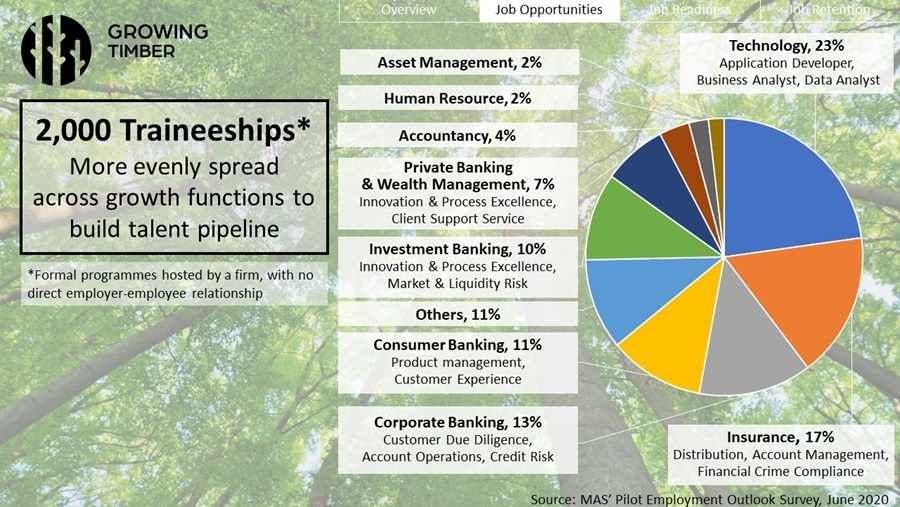 GROWING
TIMBER
Overview
Job Opportunities
Job Readiness
Job Retention
2,000 Traineeships*
More evenly spread
across growth functions to
build talent pipeline
*Formal programmes hosted by a firm, with no
direct employer-employee relationship
Asset Management, 2%
Human Resource, 2%
Accountancy, 4%
Private Banking
& Wealth Management, 7%
Innovation & Process Excellence,
Client Support Service
Investment Banking, 10%
Innovation & Process Excellence,
Market & Liquidity Risk
Others, 11%
Consumer Banking, 11%
Product management,
Customer Experience
Corporate Banking, 13%
Customer Due Diligence,
Account Operations, Credit Risk
Technology, 23%
Application Developer,
Business Analyst, Data Analyst
Insurance, 17%
Distribution, Account Management,
Financial Crime Compliance
Source: MAS' Pilot Employment Outlook Survey, June 2020